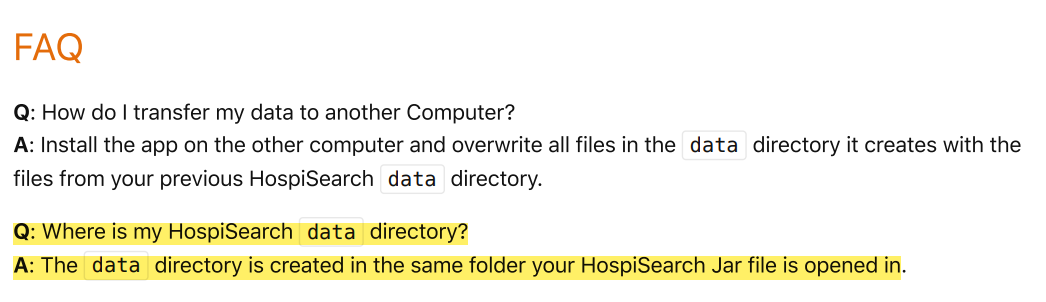 FAQ
Q: How do I transfer my data to another Computer?
A: Install the app on the other computer and overwrite all files in the data directory it creates with the
files from your previous HospiSearch data directory.
Q: Where is my HospiSearch data directory?
A: The data directory is created in the same folder your HospiSearch Jar file is opened in.